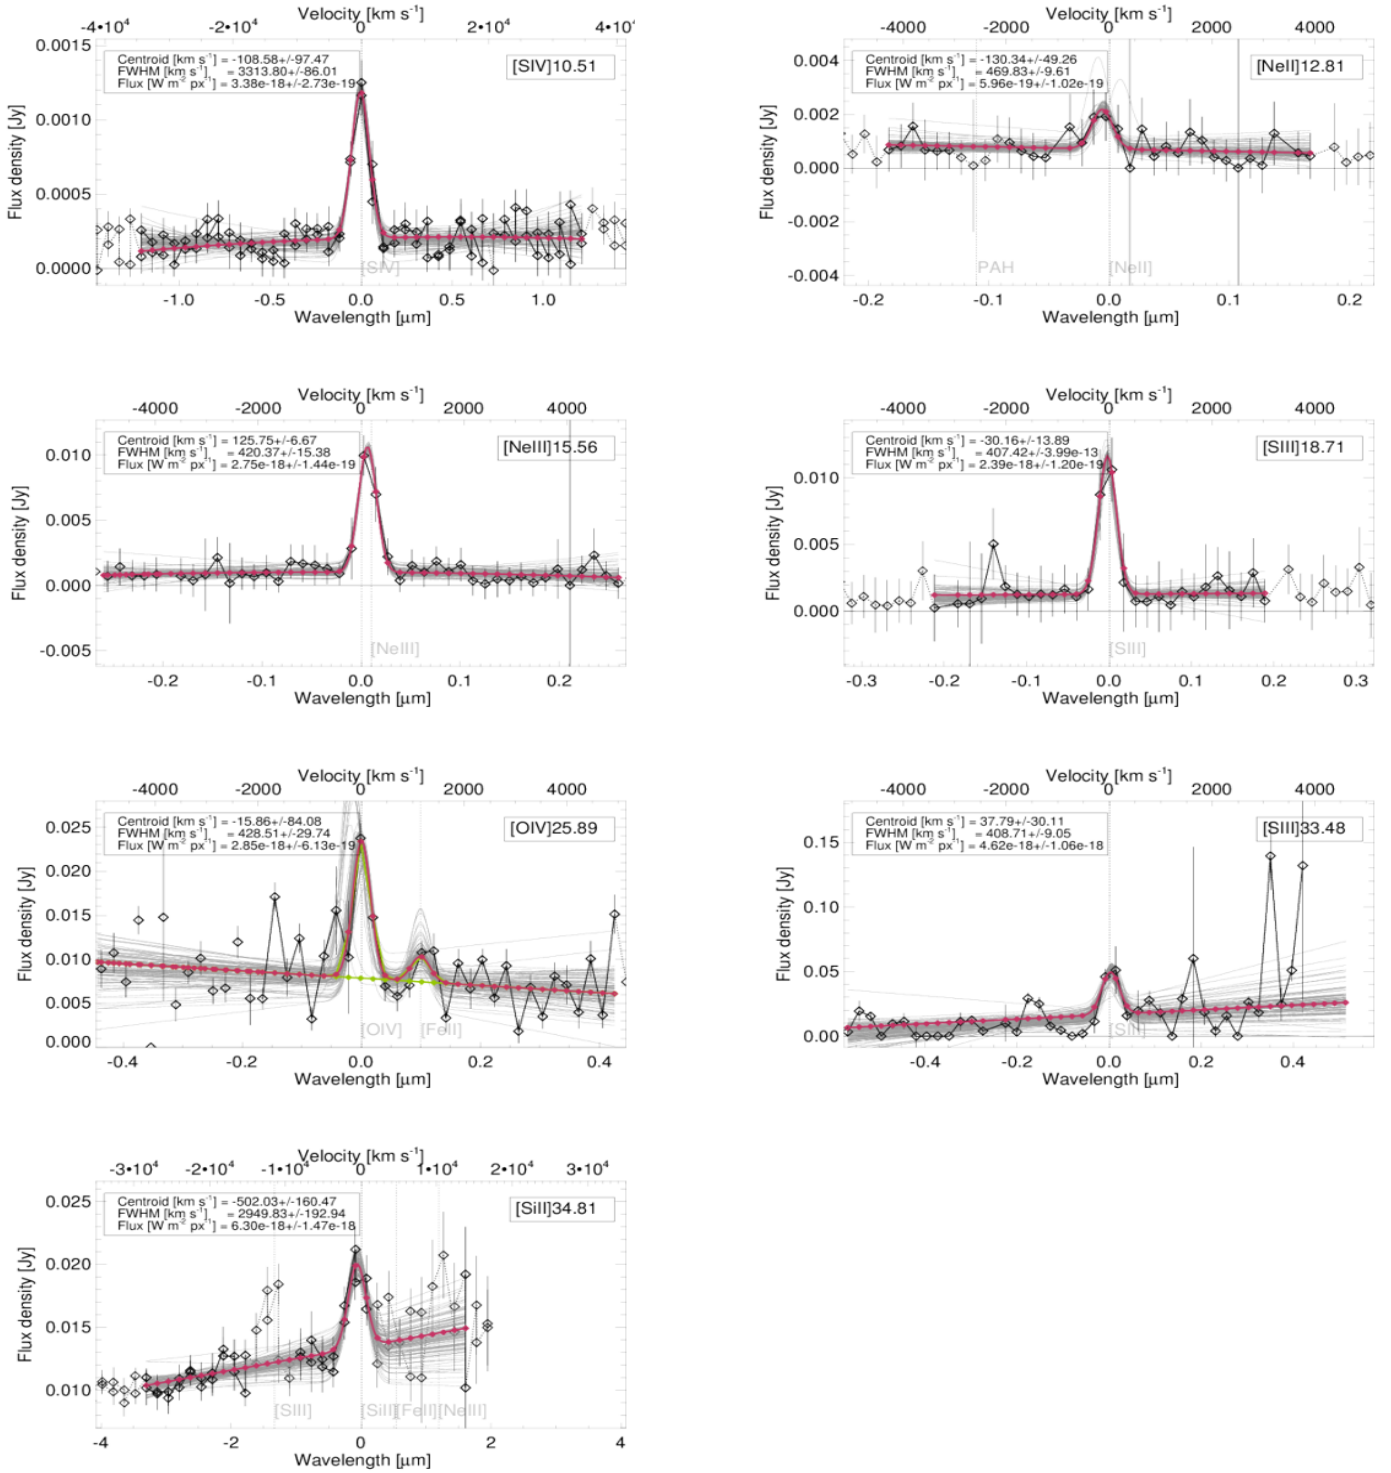 Velocity [km s⁻¹]
-4•10⁴ -2•10⁴ 0 2•10⁴ 4•10⁴
0.0015
0.0010
0.0005
0.0000
Flux density [Jy]
Centroid [km s⁻¹] = -108.58+/-97.47
FWHM [km s⁻¹] = 3313.80+/-86.01
Flux [W m⁻² px⁻¹] = 3.38e-18+/-2.73e-19
[SIV]10.51
[SIV]
-1.0 -0.5 0.0 0.5 1.0
Wavelength [μm]
Velocity [km s⁻¹]
-4000 -2000 0 2000 4000
0.004
0.002
0.000
-0.002
-0.004
Flux density [Jy]
Centroid [km s⁻¹] = -130.34+/-49.26
FWHM [km s⁻¹] = 469.83+/-9.61
Flux [W m⁻² px⁻¹] = 5.96e-19+/-1.02e-19
[NeII]12.81
PAH [NeII]
-0.2 -0.1 0.0 0.1 0.2
Wavelength [μm]
Velocity [km s⁻¹]
-4000 -2000 0 2000 4000
0.010
0.005
0.000
-0.005
Flux density [Jy]
Centroid [km s⁻¹] = 125.75+/-6.67
FWHM [km s⁻¹] = 420.37+/-15.38
Flux [W m⁻² px⁻¹] = 2.75e-18+/-1.44e-19
[NeIII]15.56
[NeIII]
-0.2 -0.1 0.0 0.1 0.2
Wavelength [μm]
Velocity [km s⁻¹]
-4000 -2000 0 2000 4000
0.010
0.005
0.000
Flux density [Jy]
Centroid [km s⁻¹] = -30.16+/-13.89
FWHM [km s⁻¹] = 407.42+/-3.99e-13
Flux [W m⁻² px⁻¹] = 2.39e-18+/-1.20e-19
[SIII]18.71
[SIII]
-0.3 -0.2 -0.1 0.0 0.1 0.2 0.3
Wavelength [μm]
Velocity [km s⁻¹]
-4000 -2000 0 2000 4000
0.025
0.020
0.015
0.010
0.005
0.000
Flux density [Jy]
Centroid [km s⁻¹] = -15.86+/-84.08
FWHM [km s⁻¹] = 428.51+/-29.74
Flux [W m⁻² px⁻¹] = 2.85e-18+/-6.13e-19
[OIV]25.89
[OIV] [FeII]
-0.4 -0.2 0.0 0.2 0.4
Wavelength [μm]
Velocity [km s⁻¹]
-4000 -2000 0 2000 4000
0.15
0.10
0.05
0.00
Flux density [Jy]
Centroid [km s⁻¹] = 37.79+/-30.11
FWHM [km s⁻¹] = 408.71+/-9.05
Flux [W m⁻² px⁻¹] = 4.62e-18+/-1.06e-18
[SIII]33.48
[SIII]
-0.4 -0.2 0.0 0.2 0.4
Wavelength [μm]
Velocity [km s⁻¹]
-3•10⁴ -2•10⁴ -1•10⁴ 0 1•10⁴ 2•10⁴ 3•10⁴
0.025
0.020
0.015
0.010
Flux density [Jy]
Centroid [km s⁻¹] = -502.03+/-160.47
FWHM [km s⁻¹] = 2949.83+/-192.94
Flux [W m⁻² px⁻¹] = 6.30e-18+/-1.47e-18
[SiII]34.81
[SIII] [SiII] [FeII] [NeIII]
-4 -2 0 2 4
Wavelength [μm]